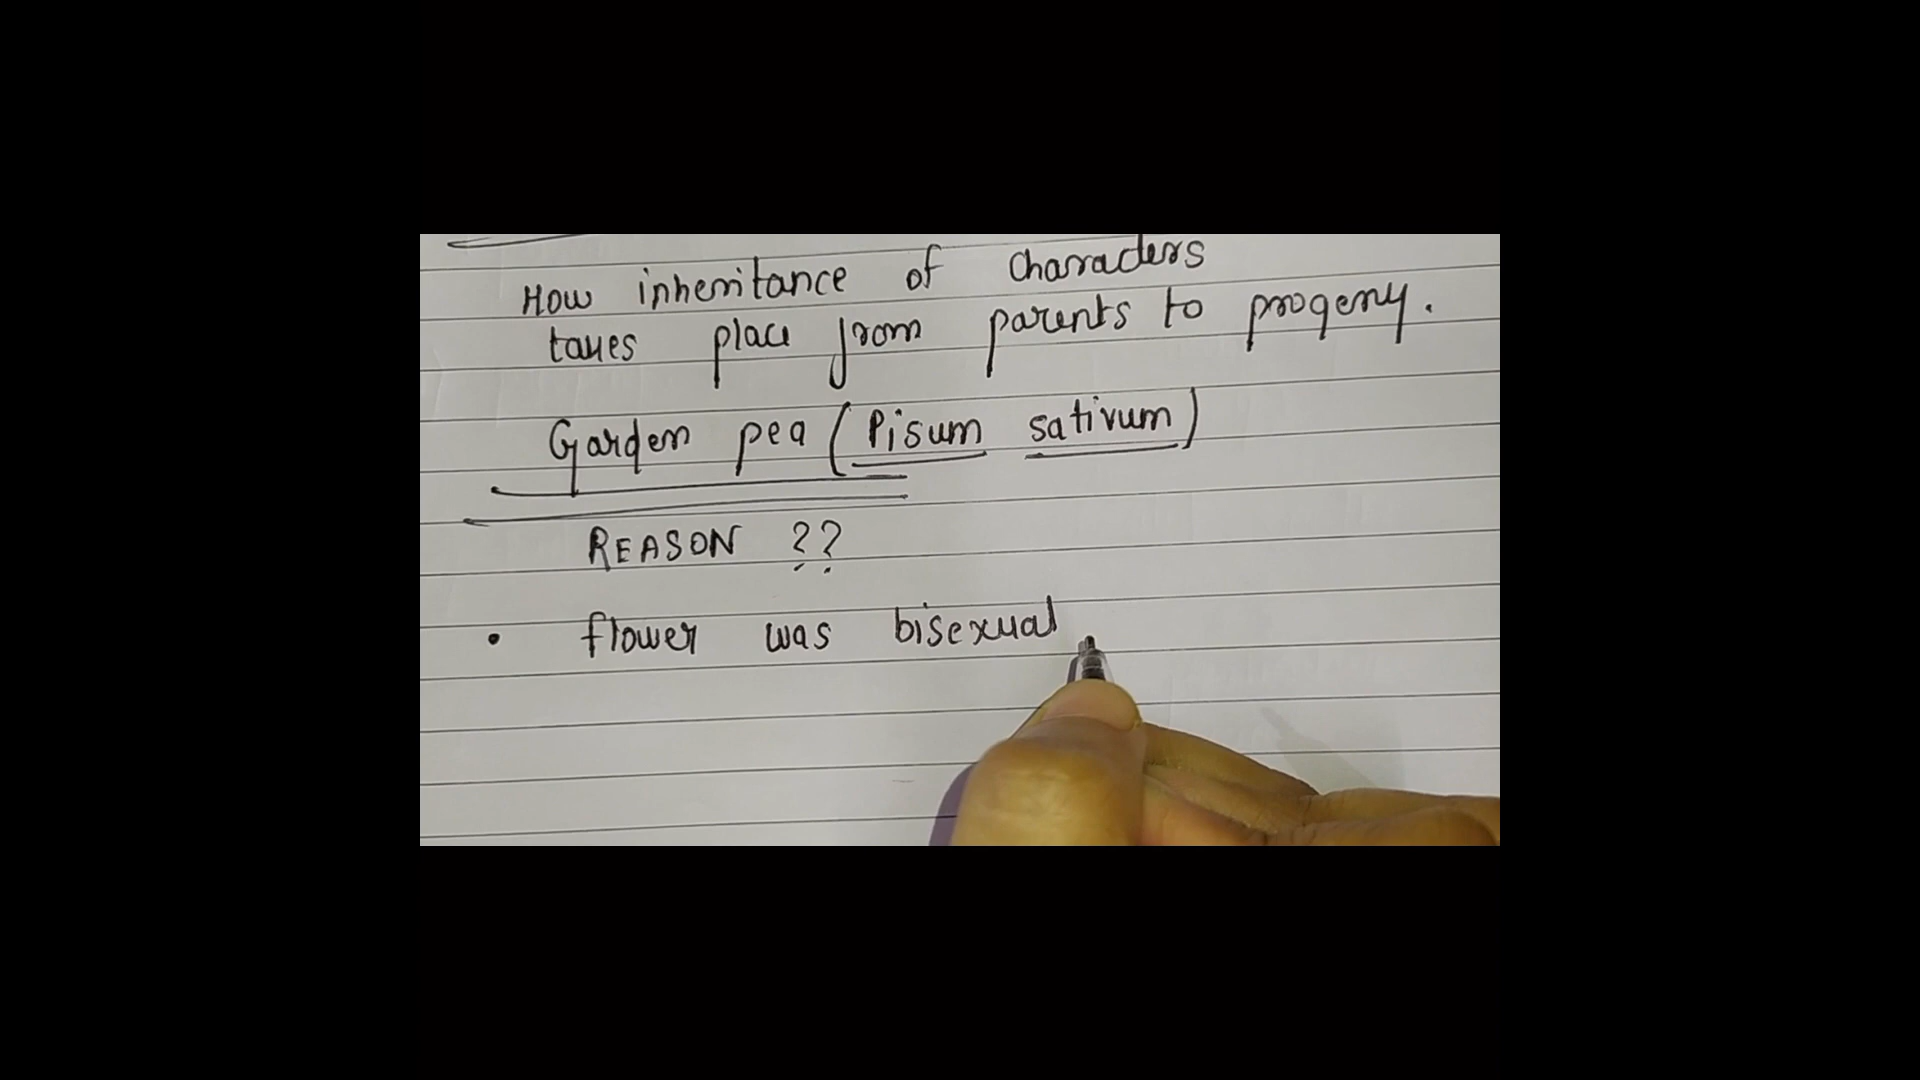 How inheritance of characters
takes place from parents to progeny.
Garden pea (Pisum sativum)
REASON ??
• flower was bisexual